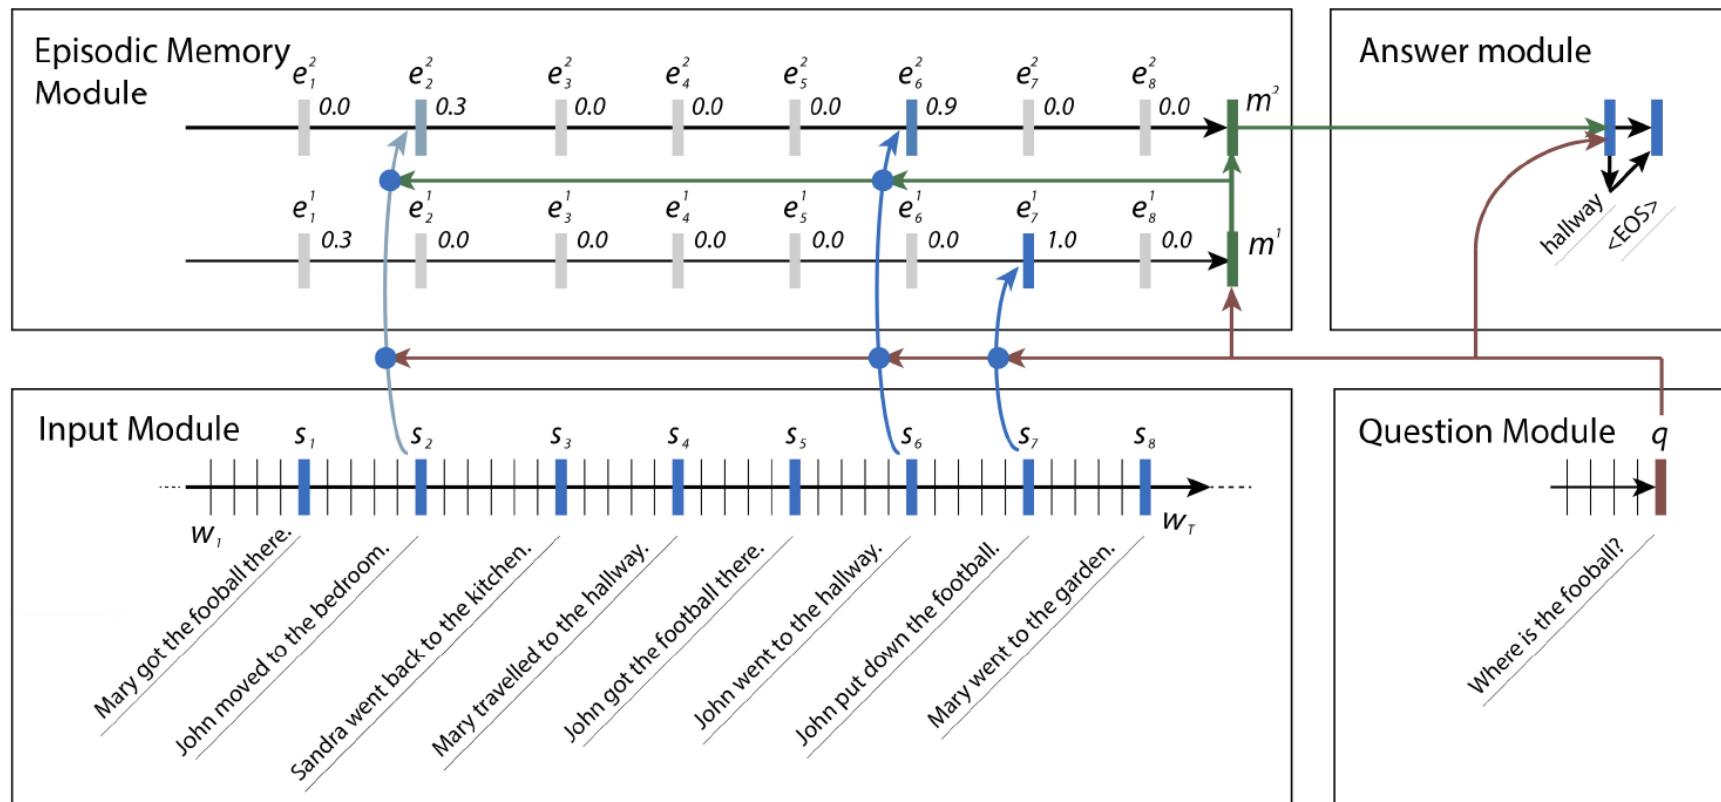 Episodic Memory
Module
e₁² 0.0 e₂² 0.3 e₃² 0.0 e₄² 0.0 e₅² 0.0 e₆² 0.9 e₇² 0.0 e₈² 0.0 m²
e₁¹ 0.3 e₂¹ 0.0 e₃¹ 0.0 e₄¹ 0.0 e₅¹ 0.0 e₆¹ 0.0 e₇¹ 1.0 e₈¹ 0.0 m¹
Answer module
hallway
<EOS>
Input Module
s₁ s₂ s₃ s₄ s₅ s₆ s₇ s₈
w₁ w_T
Mary got the fooball there.
John moved to the bedroom.
Sandra went back to the kitchen.
Mary travelled to the hallway.
John got the football there.
John went to the hallway.
John put down the football.
Mary went to the garden.
Question Module q
Where is the fooball?